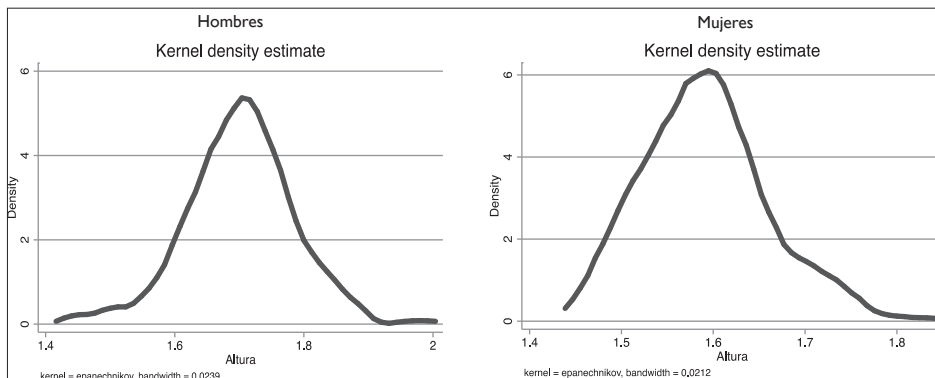 Hombres
Kernel density estimate
6
4
2
0
Density
1.4 1.6 1.8 2
Altura
kernel = epanechnikov, bandwidth = 0.0239
Mujeres
Kernel density estimate
6
4
2
0
Density
1.4 1.5 1.6 1.7 1.8
Altura
kernel = epanechnikov, bandwidth = 0.0212